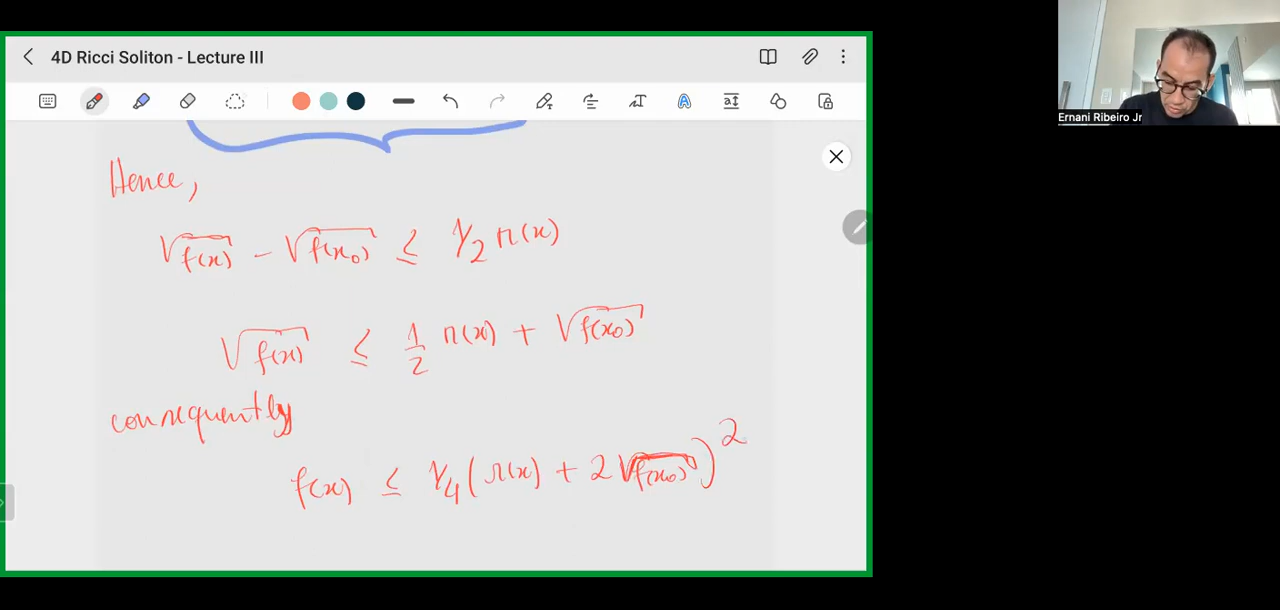 4D Ricci Soliton - Lecture III
Ernani Ribeiro Jr
Hence,
√f(x) - √f(x₀) ≤ 1/2 r(x)
√f(x) ≤ 1/2 r(x) + √f(x₀)
consequently
f(x) ≤ 1/4 (r(x) + 2√f(x₀))²